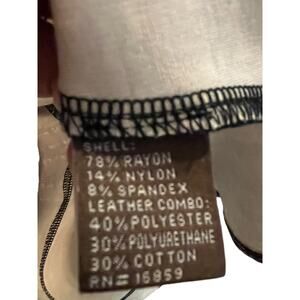 SHELL:
78% RAYON
14% NYLON
8% SPANDEX
LEATHER COMBO:
40% POLYESTER
30% POLYURETHANE
30% COTTON
RN# 16859